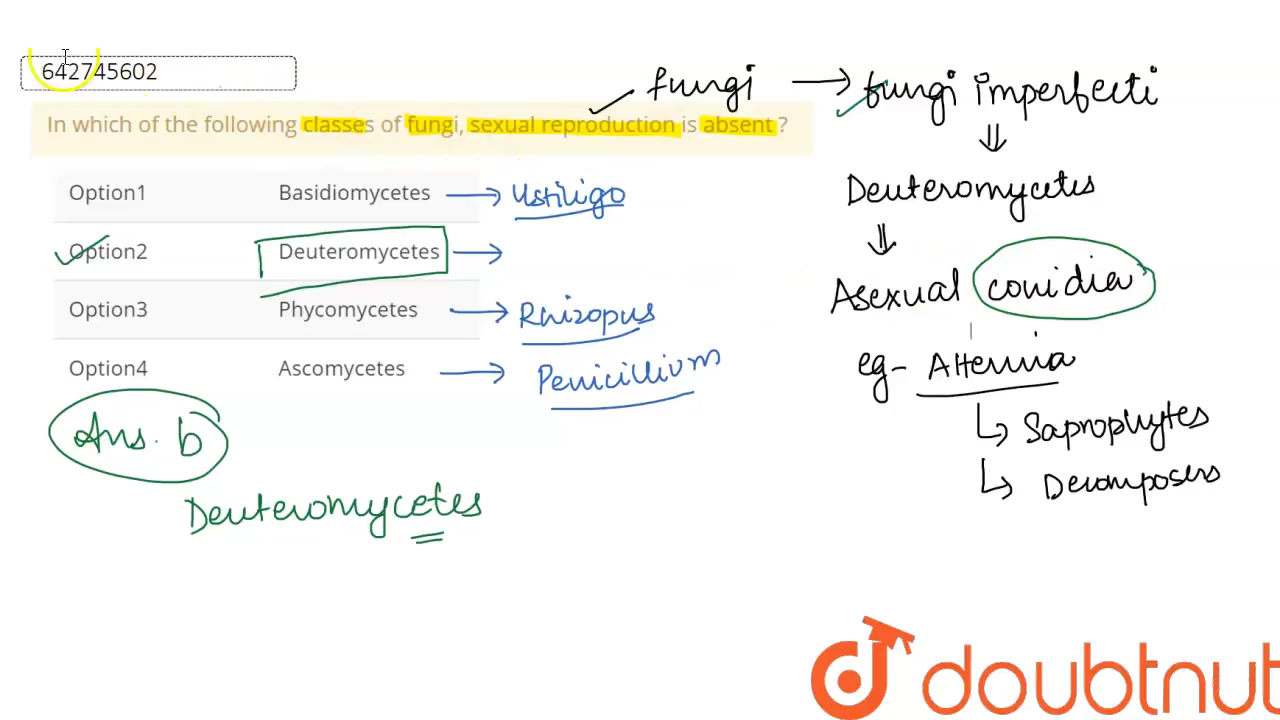 642745602
fungi → fungi imperfecti
In which of the following classes of fungi, sexual reproduction is absent ?
Deuteromycetes
Option1 Basidiomycetes → Ustiligo
Option2 Deuteromycetes →
Asexual conidia
Option3 Phycomycetes → Rhizopus
Option4 Ascomycetes → Penicillium
eg- Alternia
Saprophytes
Ans. b
Decomposers
Deuteromycetes
doubtnut